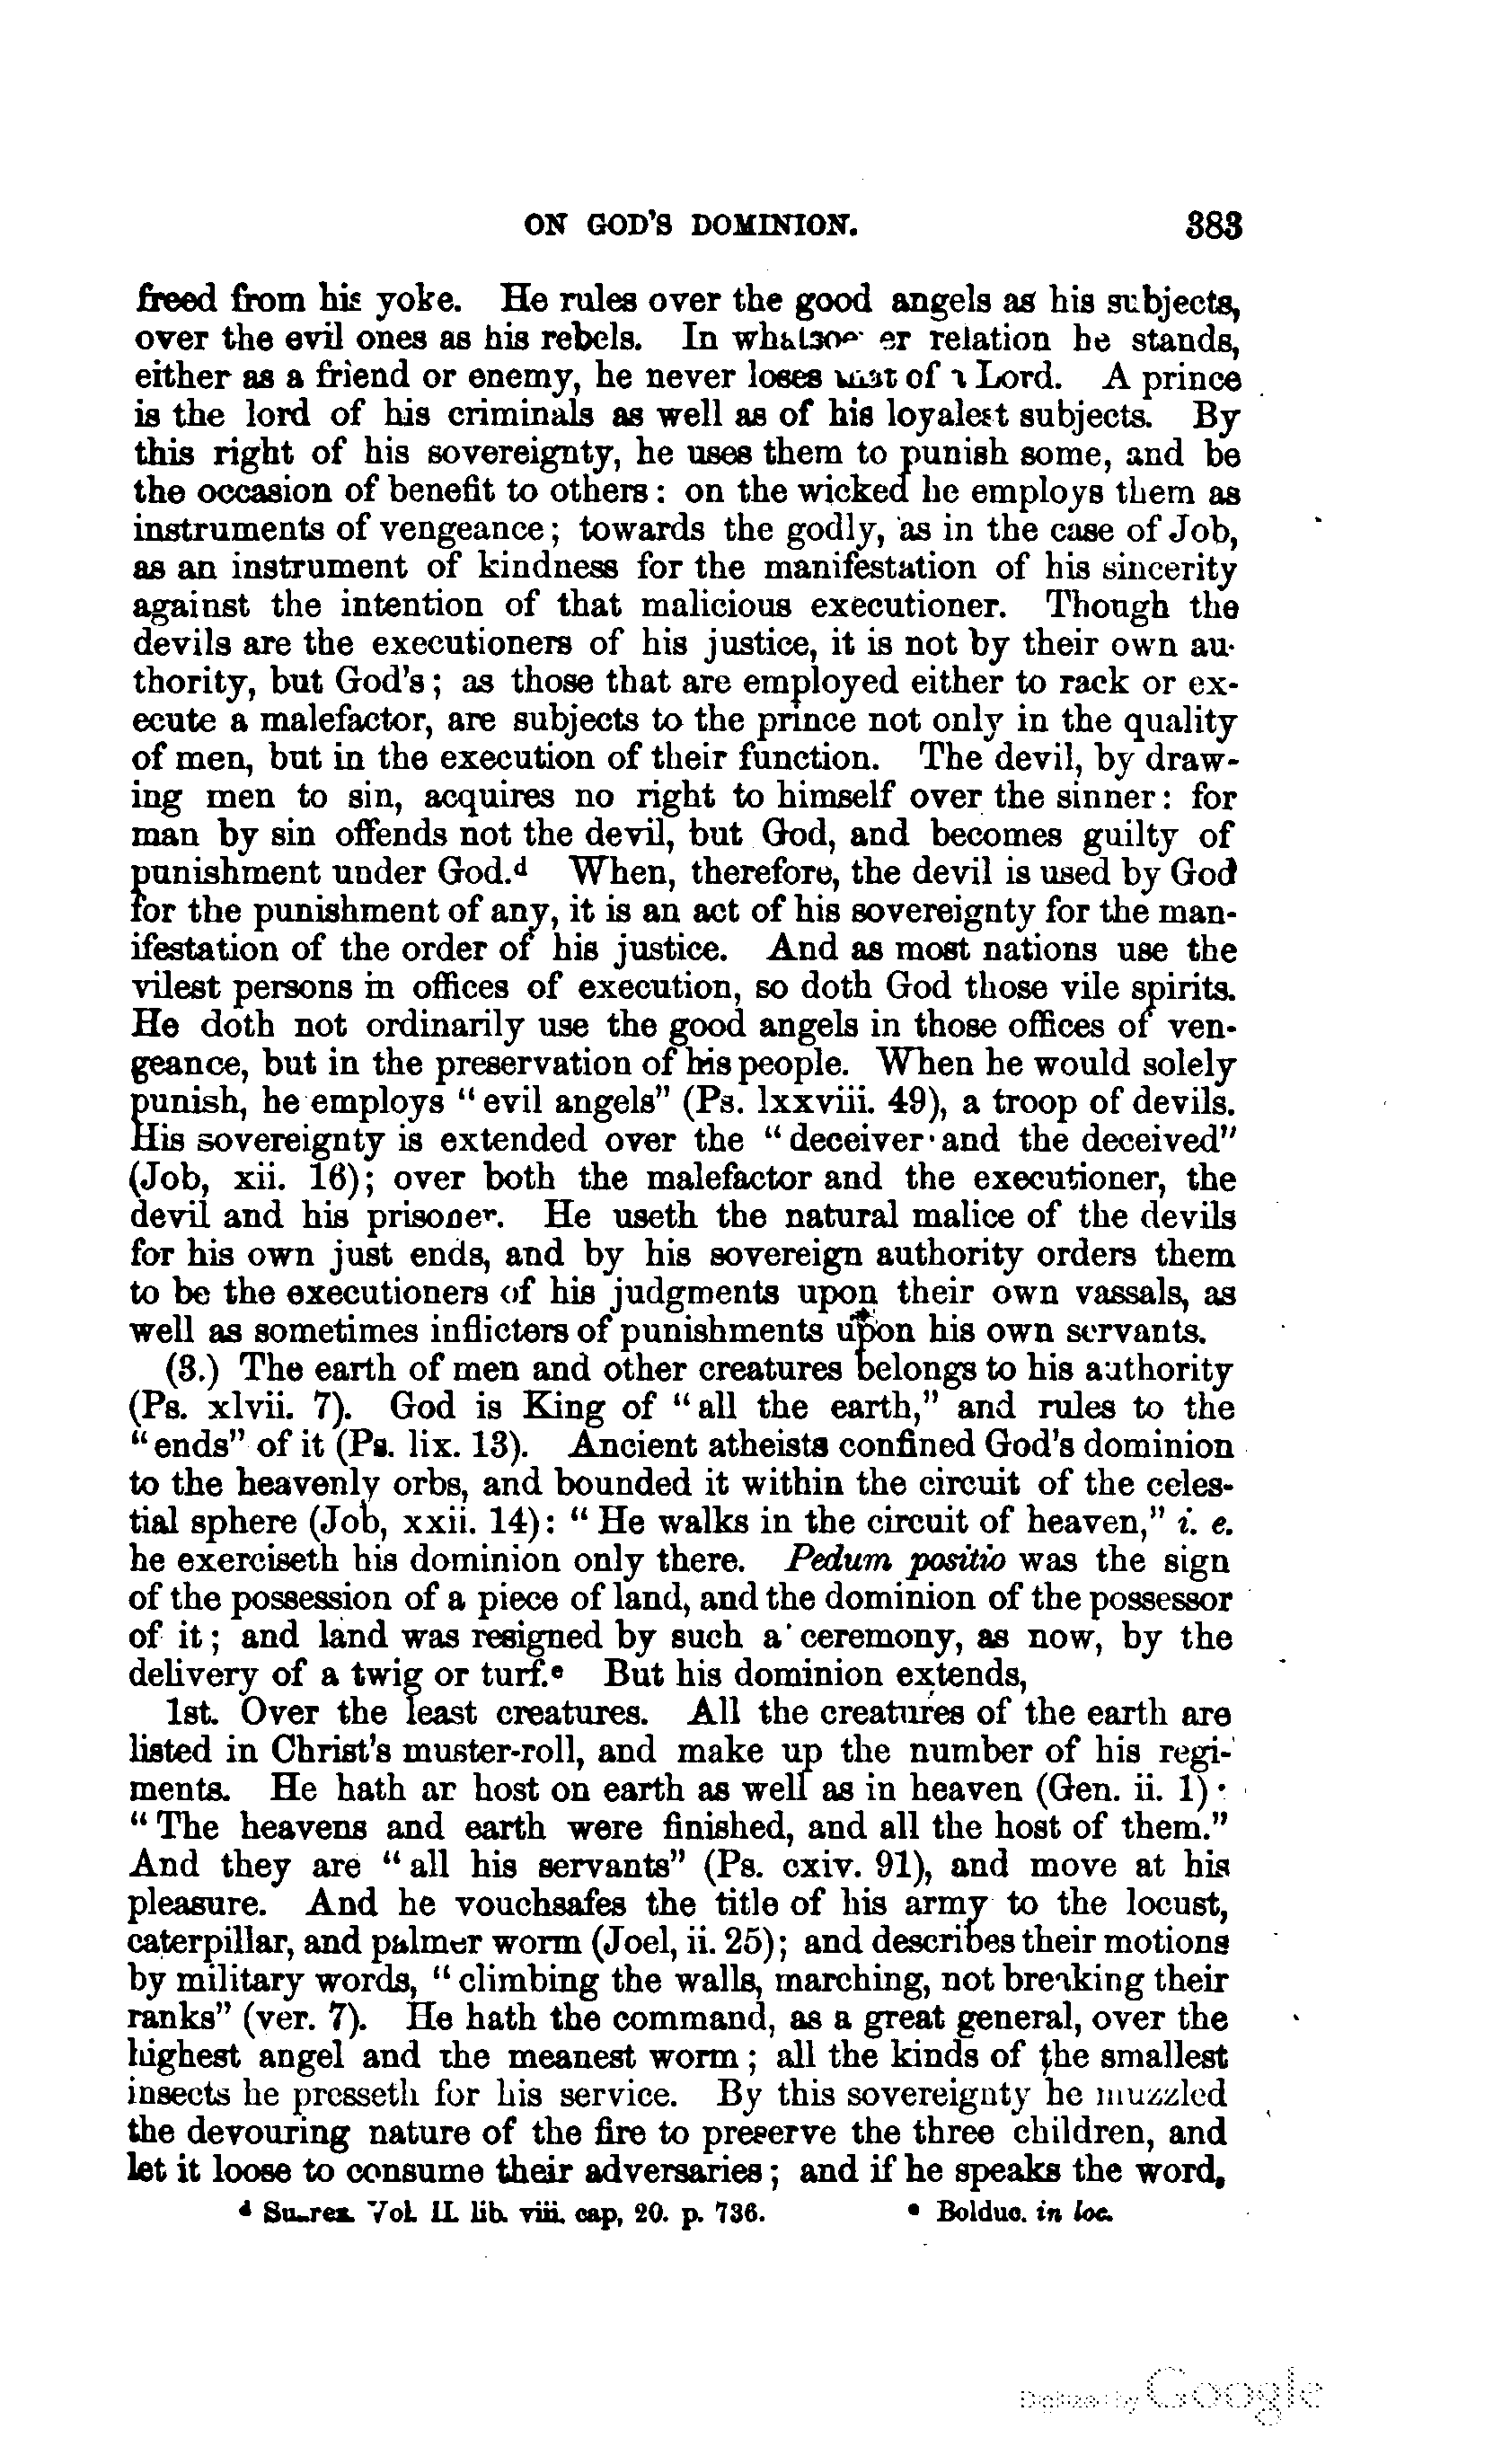 ON GOD'S DOMINION. 383
freed from his yoke. He rules over the good angels as his subjects,
over the evil ones as his rebels. In whatsoever relation he stands,
either as a friend or enemy, he never loses that of a Lord. A prince
is the lord of his criminals as well as of his loyalest subjects. By
this right of his sovereignty, he uses them to punish some, and be
the occasion of benefit to others: on the wicked he employs them as
instruments of vengeance; towards the godly, as in the case of Job,
as an instrument of kindness for the manifestation of his sincerity
against the intention of that malicious executioner. Though the
devils are the executioners of his justice, it is not by their own au-
thority, but God's; as those that are employed either to rack or ex-
ecute a malefactor, are subjects to the prince not only in the quality
of men, but in the execution of their function. The devil, by draw-
ing men to sin, acquires no right to himself over the sinner: for
man by sin offends not the devil, but God, and becomes guilty of
punishment under God.d When, therefore, the devil is used by God
for the punishment of any, it is an act of his sovereignty for the man-
ifestation of the order of his justice. And as most nations use the
vilest persons in offices of execution, so doth God those vile spirits.
He doth not ordinarily use the good angels in those offices of ven-
geance, but in the preservation of his people. When he would solely
punish, he employs "evil angels" (Ps. lxxviii. 49), a troop of devils.
His sovereignty is extended over the "deceiver and the deceived"
(Job, xii. 16); over both the malefactor and the executioner, the
devil and his prisoner. He useth the natural malice of the devils
for his own just ends, and by his sovereign authority orders them
to be the executioners of his judgments upon their own vassals, as
well as sometimes inflicters of punishments upon his own servants.
(3.) The earth of men and other creatures belongs to his authority
(Ps. xlvii. 7). God is King of "all the earth," and rules to the
"ends" of it (Ps. lix. 13). Ancient atheists confined God's dominion
to the heavenly orbs, and bounded it within the circuit of the celes-
tial sphere (Job, xxii. 14): "He walks in the circuit of heaven," i. e.
he exerciseth his dominion only there. Pedum positio was the sign
of the possession of a piece of land, and the dominion of the possessor
of it; and land was resigned by such a ceremony, as now, by the
delivery of a twig or turf.e But his dominion extends,
1st. Over the least creatures. All the creatures of the earth are
listed in Christ's muster-roll, and make up the number of his regi-
ments. He hath ar host on earth as well as in heaven (Gen. ii. 1):
"The heavens and earth were finished, and all the host of them."
And they are "all his servants" (Ps. cxiv. 91), and move at his
pleasure. And he vouchsafes the title of his army to the locust,
caterpillar, and palmer worm (Joel, ii. 25); and describes their motions
by military words, "climbing the walls, marching, not breaking their
ranks" (ver. 7). He hath the command, as a great general, over the
highest angel and the meanest worm; all the kinds of the smallest
insects he presseth for his service. By this sovereignty he muzzled
the devouring nature of the fire to preserve the three children, and
let it loose to consume their adversaries; and if he speaks the word,
d Suarez. Vol. II. lib. viii. cap, 20. p. 736. e Bolduc. in loc.
Digitized by Google